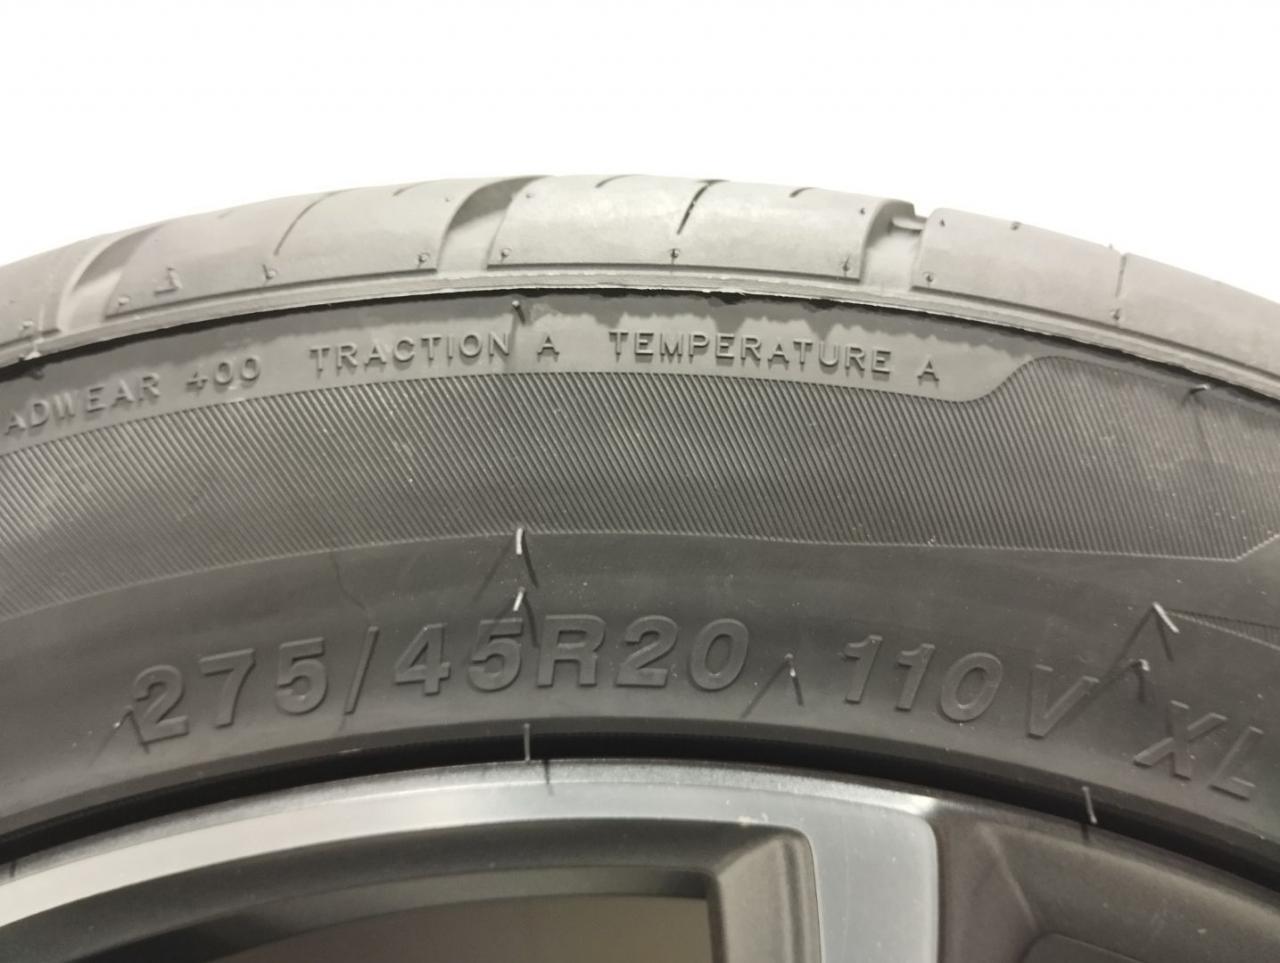 ADWEAR 400 TRACTION A TEMPERATURE A
275/45R20 110V XL